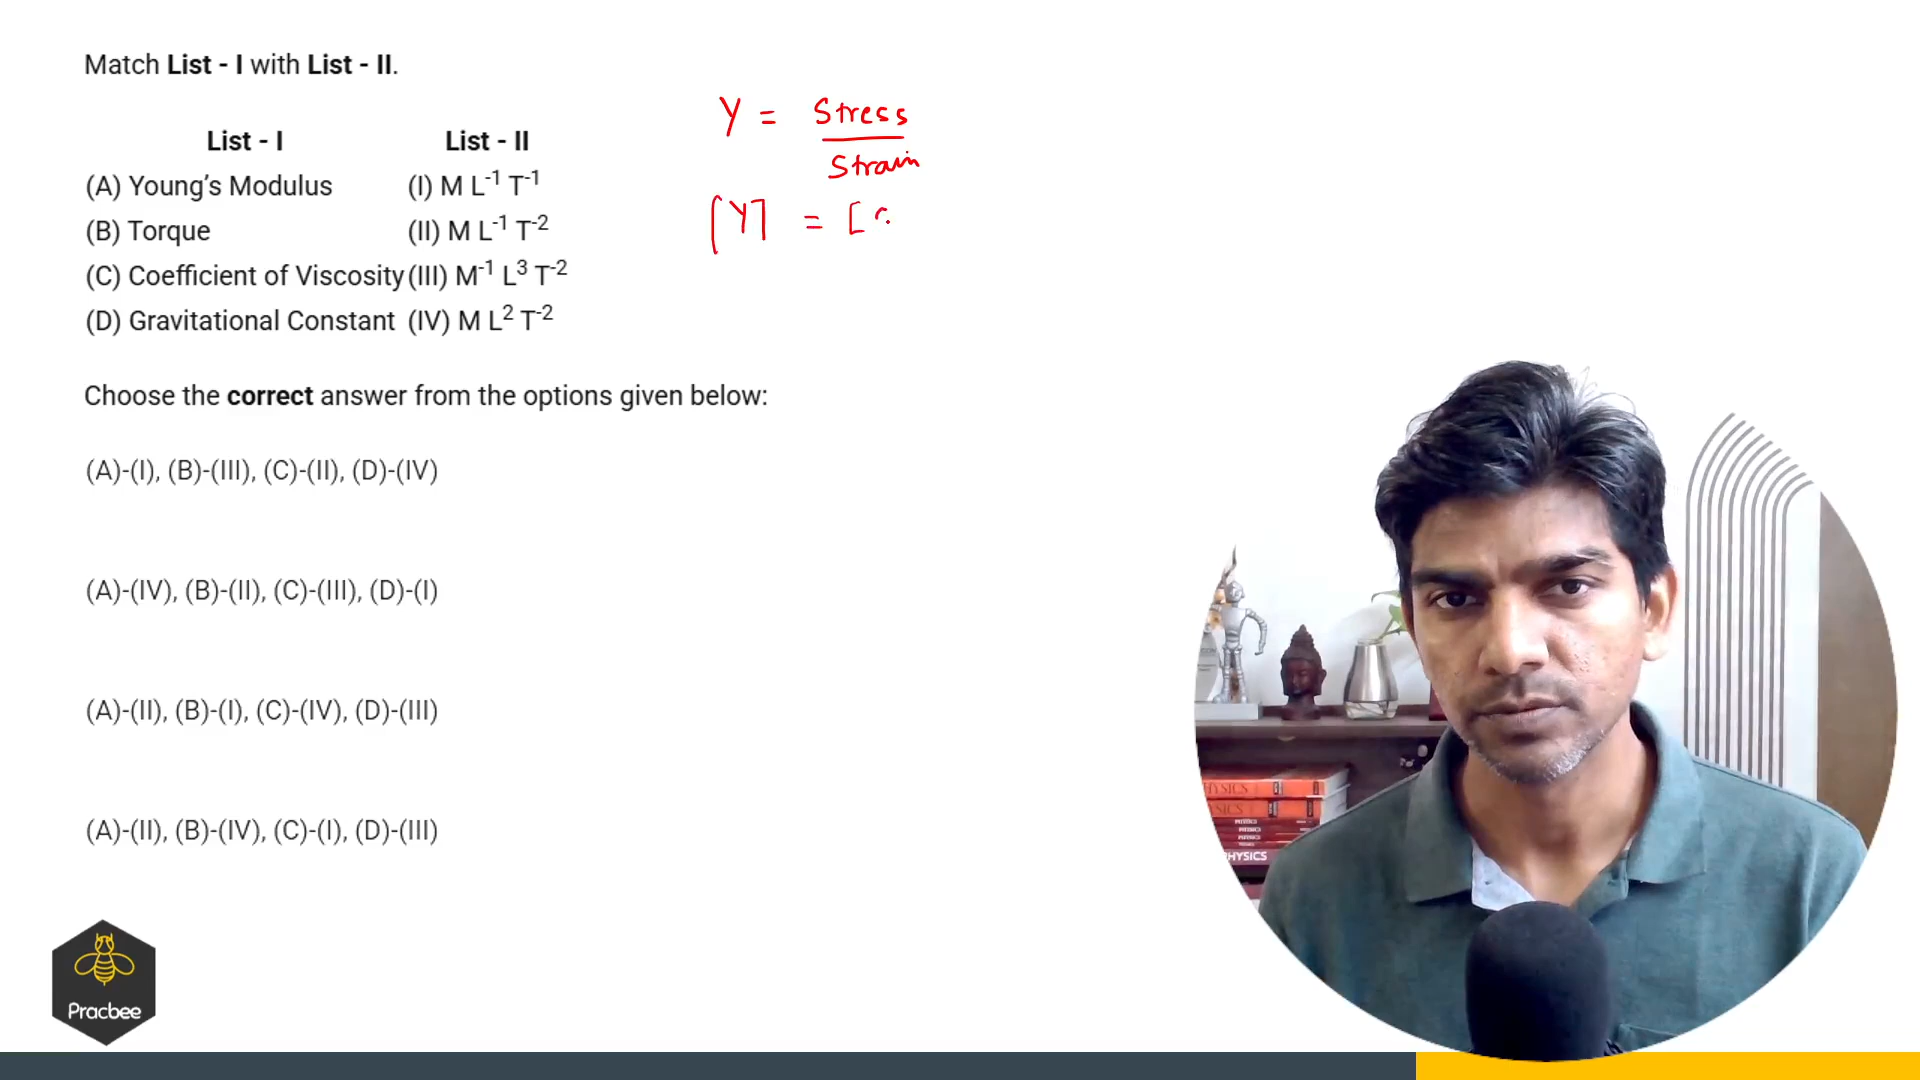 Match List - I with List - II.
List - I List - II
(A) Young's Modulus (I) M L⁻¹ T⁻¹
(B) Torque (II) M L⁻¹ T⁻²
(C) Coefficient of Viscosity (III) M⁻¹ L³ T⁻²
(D) Gravitational Constant (IV) M L² T⁻²
Y = Stress
Strain
[Y] = [
Choose the correct answer from the options given below:
(A)-(I), (B)-(III), (C)-(II), (D)-(IV)
(A)-(IV), (B)-(II), (C)-(III), (D)-(I)
(A)-(II), (B)-(I), (C)-(IV), (D)-(III)
(A)-(II), (B)-(IV), (C)-(I), (D)-(III)
Pracbee
PHYSICS